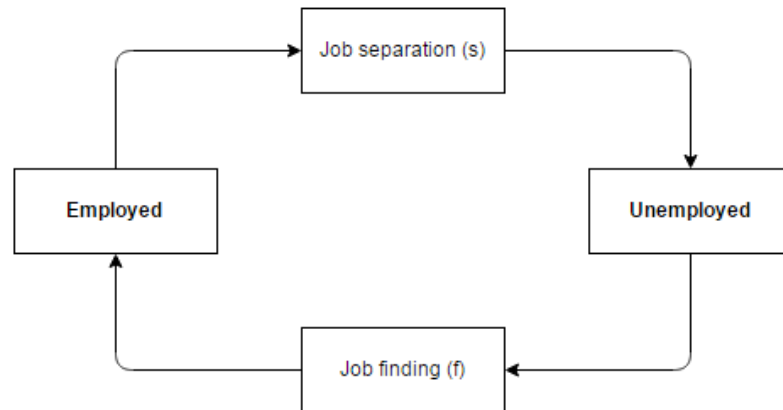 Job separation (s)
Employed
Unemployed
Job finding (f)